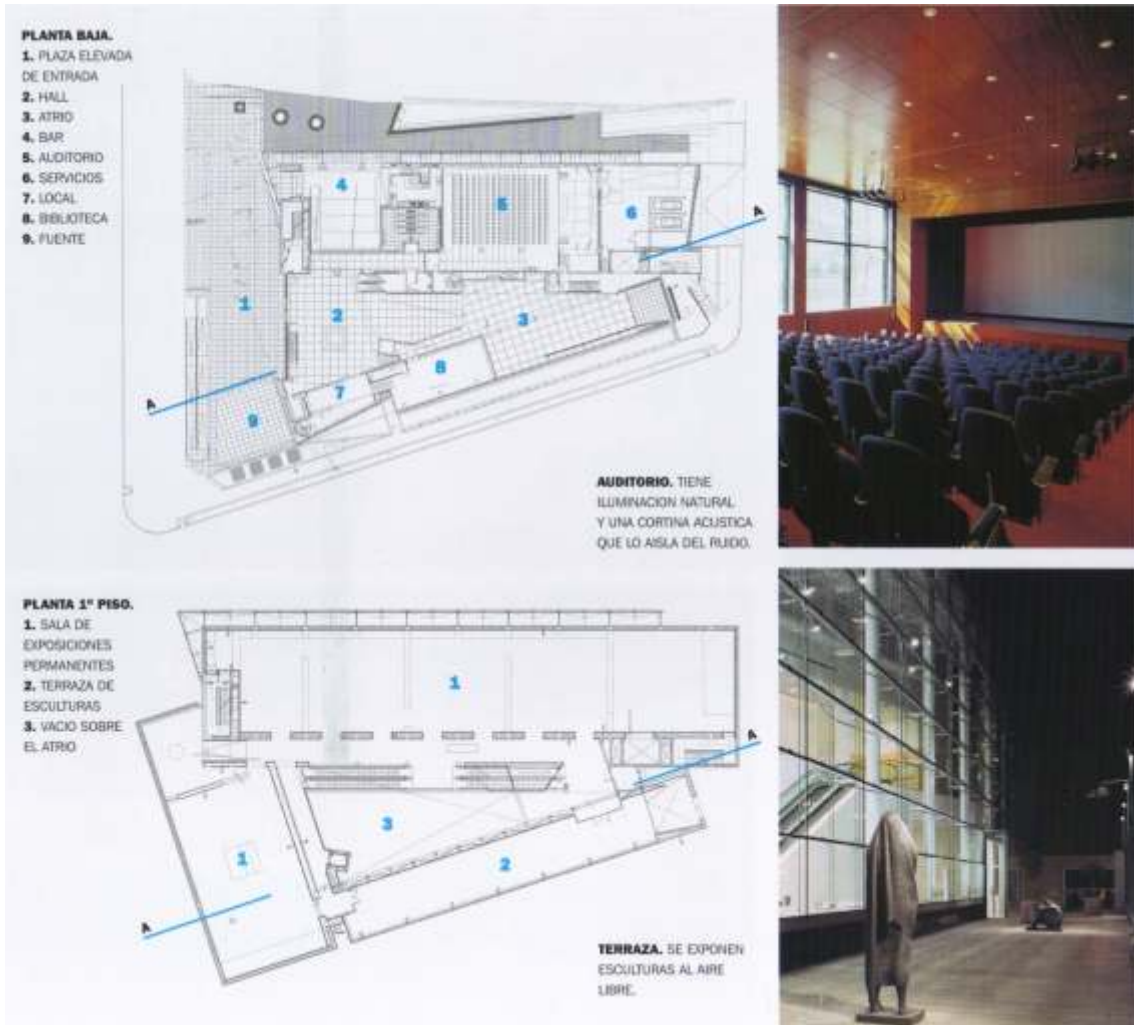 PLANTA BAJA.
1. PLAZA ELEVADA
DE ENTRADA
2. HALL
3. ATRIO
4. BAR
5. AUDITORIO
6. SERVICIOS
7. LOCAL
8. BIBLIOTECA
9. FUENTE
4
5
6
A
1
2
3
8
7
A
9
AUDITORIO. TIENE
ILUMINACION NATURAL
Y UNA CORTINA ACUSTICA
QUE LO AISLA DEL RUIDO.
PLANTA 1º PISO.
1. SALA DE
EXPOSICIONES
PERMANENTES
2. TERRAZA DE
ESCULTURAS
3. VACIO SOBRE
EL ATRIO
1
A
3
1
2
A
TERRAZA. SE EXPONEN
ESCULTURAS AL AIRE
LIBRE.